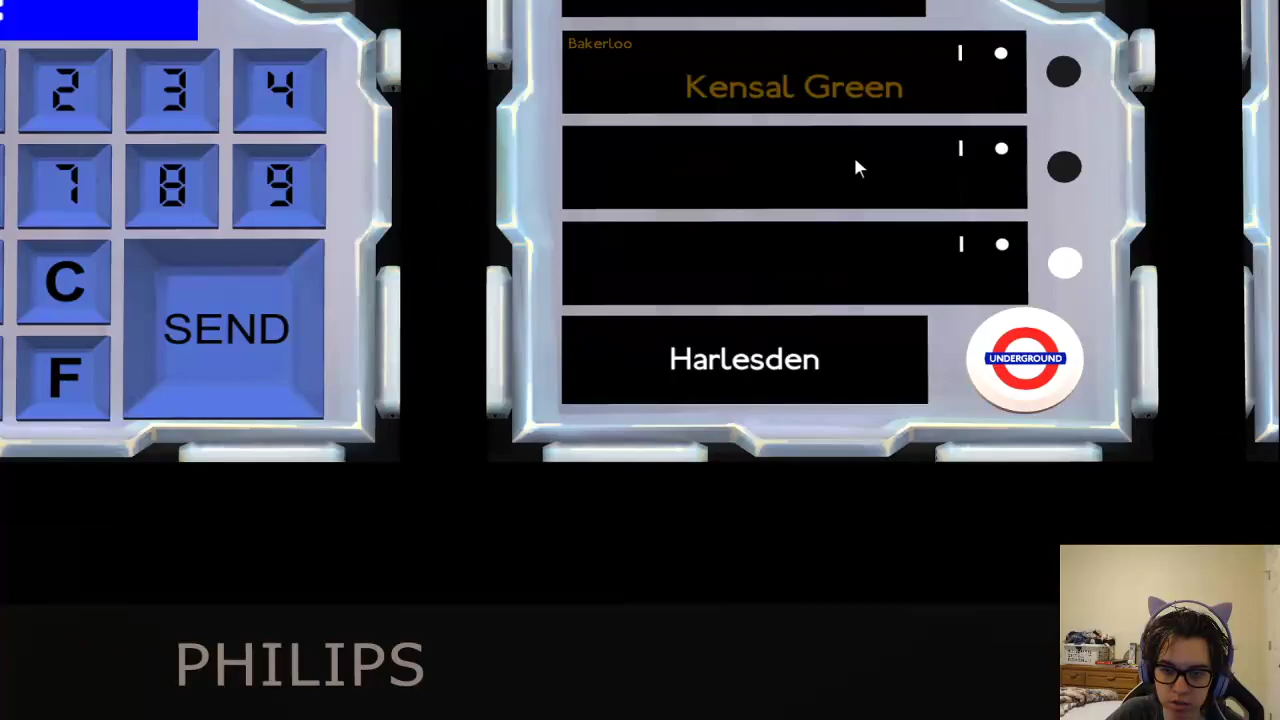 2 3 4
7 8 9
C
SEND
F
Bakerloo
Kensal Green
Harlesden
UNDERGROUND
PHILIPS